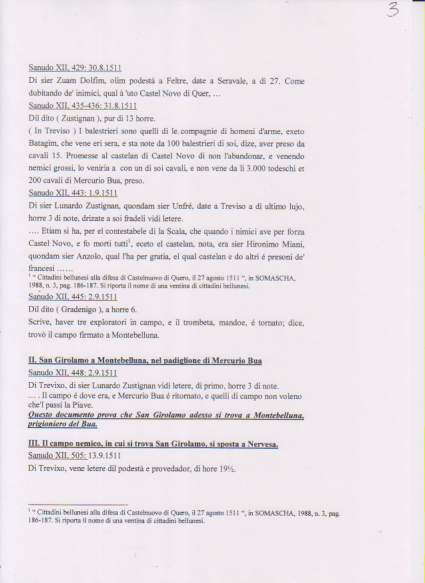 3
Sanudo XII, 429: 30.8.1511
Di sier Zuam Dolfim, olim podestá a Feltre, date a Seravale, a dì 27. Come
dubitando de' inimici, qual à 'uto Castel Novo di Quer, …
Sanudo XII, 435-436: 31.8.1511
Dil dito ( Zustignan ), pur di 13 horre.
( In Treviso ) I balestrieri sono quelli di le compagnie di homeni d'arme, exeto
Batagim, che vene eri sera, e sta note da 100 balestrieri di soi, dize, aver preso da
cavali 15. Promesse al castelan di Castel Novo di non l'abandonar, e venendo
nemici grossi, lo veniria a con un di soi cavali, e non vene da li 3.000 todeschi et
200 cavali di Mercurio Bua, preso.
Sanudo XII, 443: 1.9.1511
Di sier Lunardo Zustignan, quondam sier Unfré, date a Treviso a dì ultimo lujo,
horre 3 di note, drizate a soi fradeli vidi letere.
…. Etiam si ha, per el contestabele di la Scala, che quando i nimici ave per forza
Castel Novo, e fo morti tutti¹, eceto el castelan, nota, era sier Hironimo Miani,
quondam sier Anzolo, qual l'ha per gratia, el qual castelan e do altri é presoni de'
francesi ……
¹ “ Cittadini bellunesi alla difesa di Castelnuovo di Quero, il 27 agosto 1511 ”, in SOMASCHA,
1988, n. 3, pag. 186-187. Si riporta il nome di una ventina di cittadini bellunesi.
Sanudo XII, 445: 2.9.1511
Dil dito ( Gradenigo ), a horre 6.
Scrive, haver tre exploratori in campo, e il trombeta, mandoe, é tornato; dice,
trovò il campo firmato a Montebelluna.
II. San Girolamo a Montebelluna, nel padiglione di Mercurio Bua
Sanudo XII, 448: 2.9.1511
Di Trevixo, di sier Lunardo Zustignan vidi letere, di primo, horre 3 di note.
… . Il campo é dove era, e Mercurio Bua é ritornato, e quelli di campo non voleno
che'l passi la Piave.
Questo documento prova che San Girolamo adesso si trova a Montebelluna,
prigioniero del Bua.
III. Il campo nemico, in cui si trova San Girolamo, si sposta a Nervesa.
Sanudo XII, 505: 13.9.1511
Di Trevixo, vene letere dil podestà e provedador, di hore 19½.
¹ “ Cittadini bellunesi alla difesa di Castelnuovo di Quero, il 27 agosto 1511 ”, in SOMASCHA, 1988, n. 3, pag.
186-187. Si riporta il nome di una ventina di cittadini bellunesi.